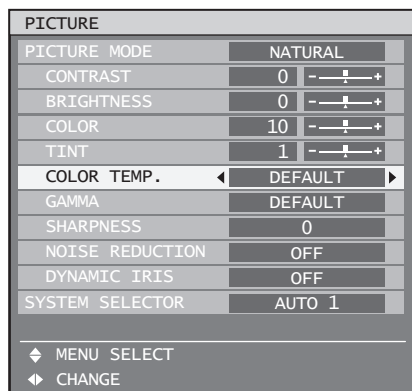 PICTURE
PICTURE MODE NATURAL
CONTRAST 0 - +
BRIGHTNESS 0 - +
COLOR 10 - +
TINT 1 - +
COLOR TEMP. DEFAULT
GAMMA DEFAULT
SHARPNESS 0
NOISE REDUCTION OFF
DYNAMIC IRIS OFF
SYSTEM SELECTOR AUTO 1
MENU SELECT
CHANGE